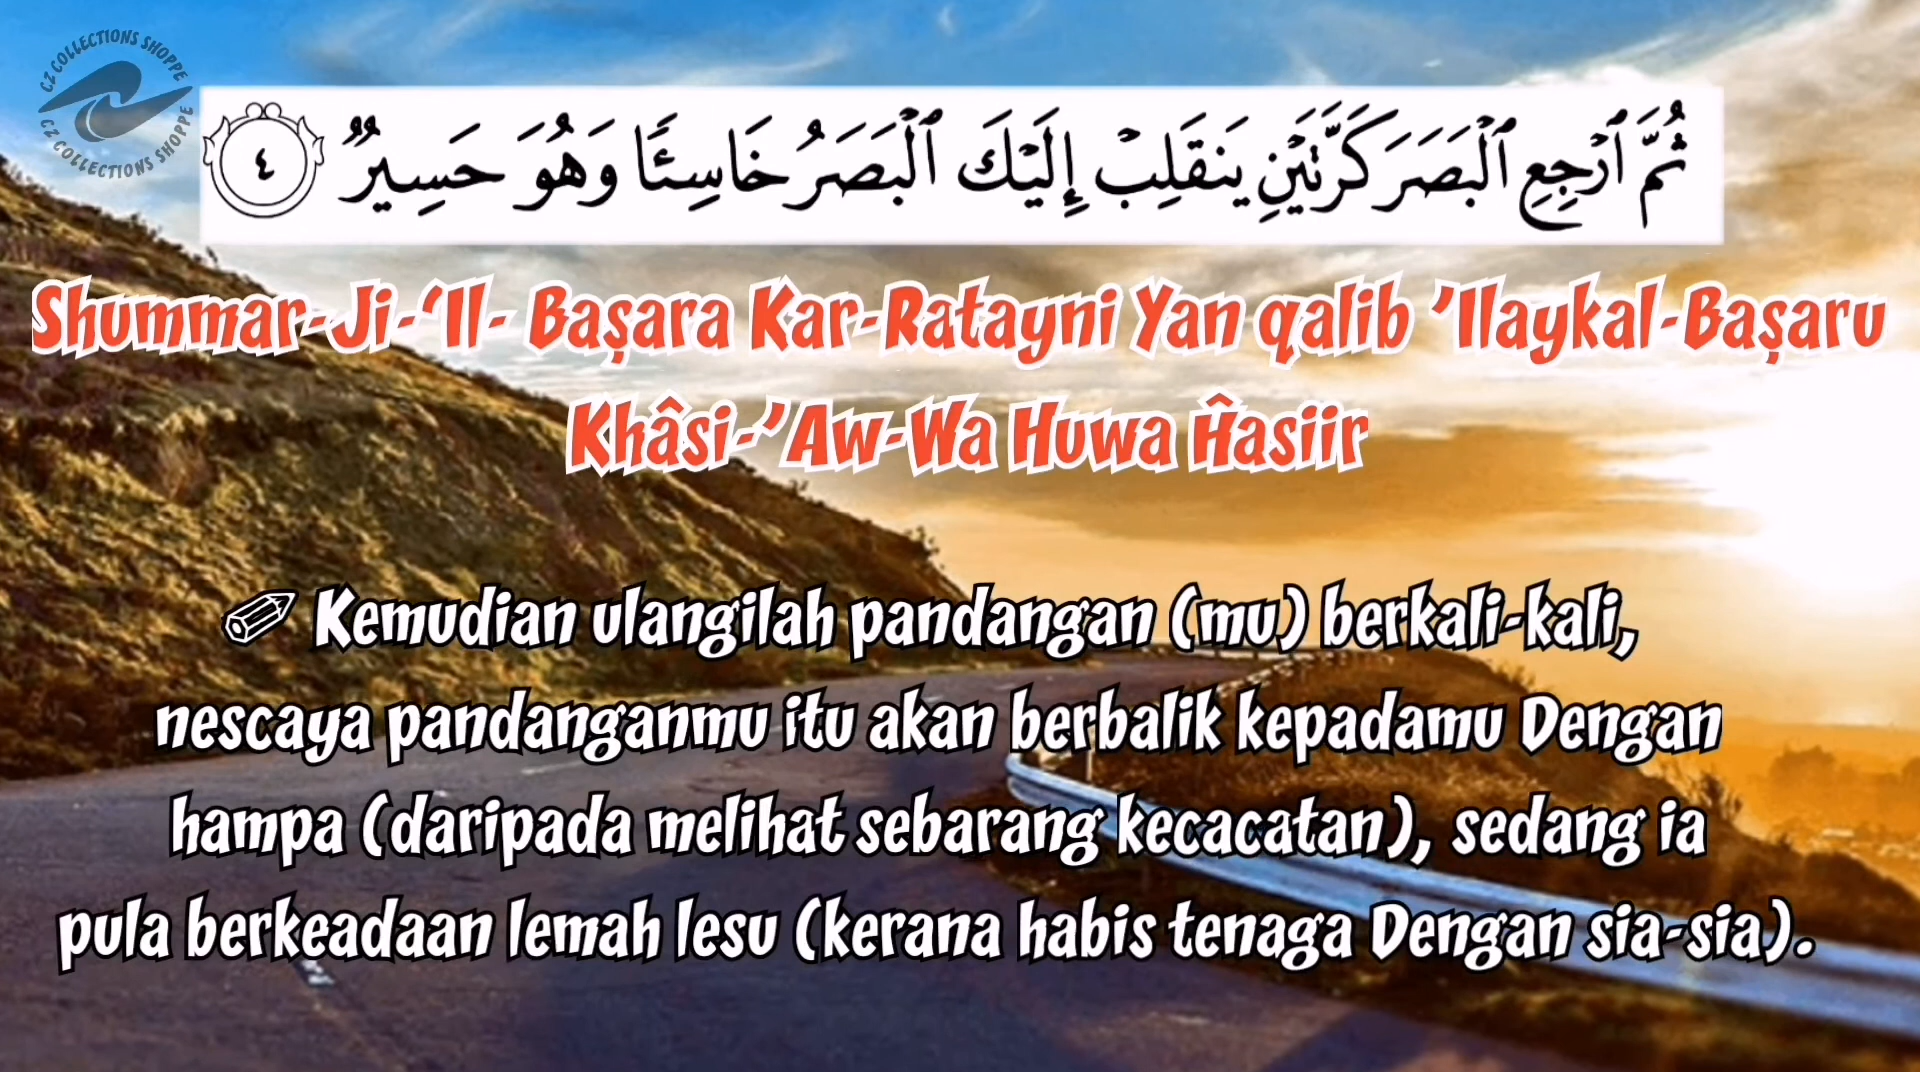 CZ COLLECTIONS SHOPPE
CZ COLLECTIONS SHOPPE
ثُمَّ ٱرْجِعِ ٱلْبَصَرَ كَرَّتَيْنِ يَنقَلِبْ إِلَيْكَ ٱلْبَصَرُ خَاسِئًا وَهُوَ حَسِيرٌ ٤
Shummar-Ji-‘Il- Başara Kar-Ratayni Yan qalib ’Ilaykal-Başaru
Khâsi-’Aw-Wa Huwa Ĥasiir
✏ Kemudian ulangilah pandangan (mu) berkali-kali,
nescaya pandanganmu itu akan berbalik kepadamu Dengan
hampa (daripada melihat sebarang kecacatan), sedang ia
pula berkeadaan lemah lesu (kerana habis tenaga Dengan sia-sia).